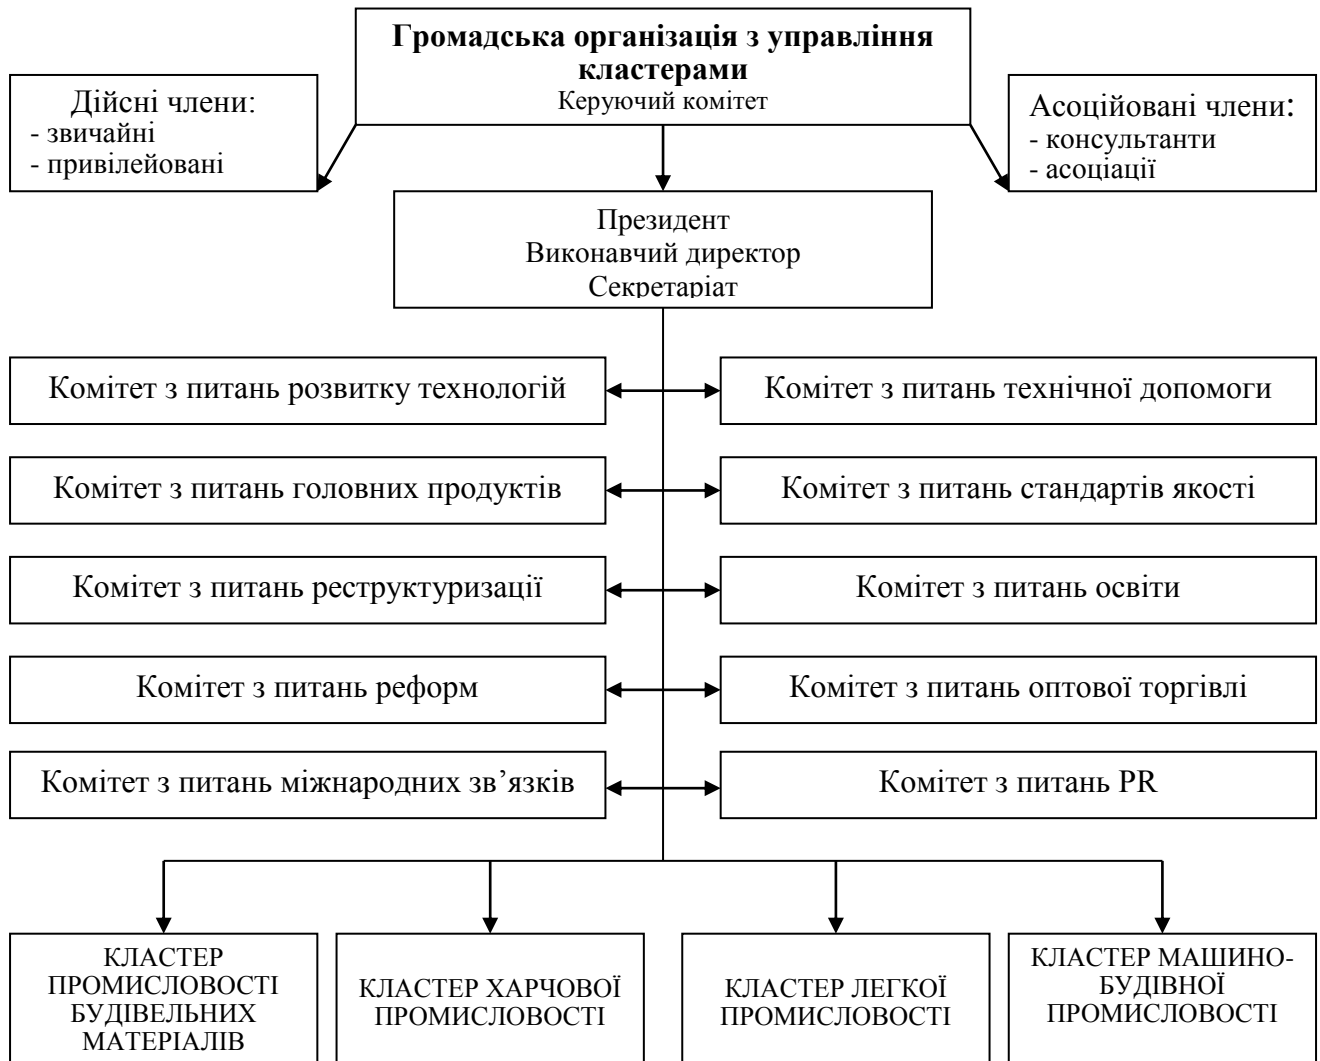 Громадська організація з управління
кластерами
Керуючий комітет
Дійсні члени:
- звичайні
- привілейовані
Асоційовані члени:
- консультанти
- асоціації
Президент
Виконавчий директор
Секретаріат
Комітет з питань розвитку технологій
Комітет з питань технічної допомоги
Комітет з питань головних продуктів
Комітет з питань стандартів якості
Комітет з питань реструктуризації
Комітет з питань освіти
Комітет з питань реформ
Комітет з питань оптової торгівлі
Комітет з питань міжнародних зв’язків
Комітет з питань PR
КЛАСТЕР
ПРОМИСЛОВОСТІ
БУДІВЕЛЬНИХ
МАТЕРІАЛІВ
КЛАСТЕР ХАРЧОВОЇ
ПРОМИСЛОВОСТІ
КЛАСТЕР ЛЕГКОЇ
ПРОМИСЛОВОСТІ
КЛАСТЕР МАШИНО-
БУДІВНОЇ
ПРОМИСЛОВОСТІ